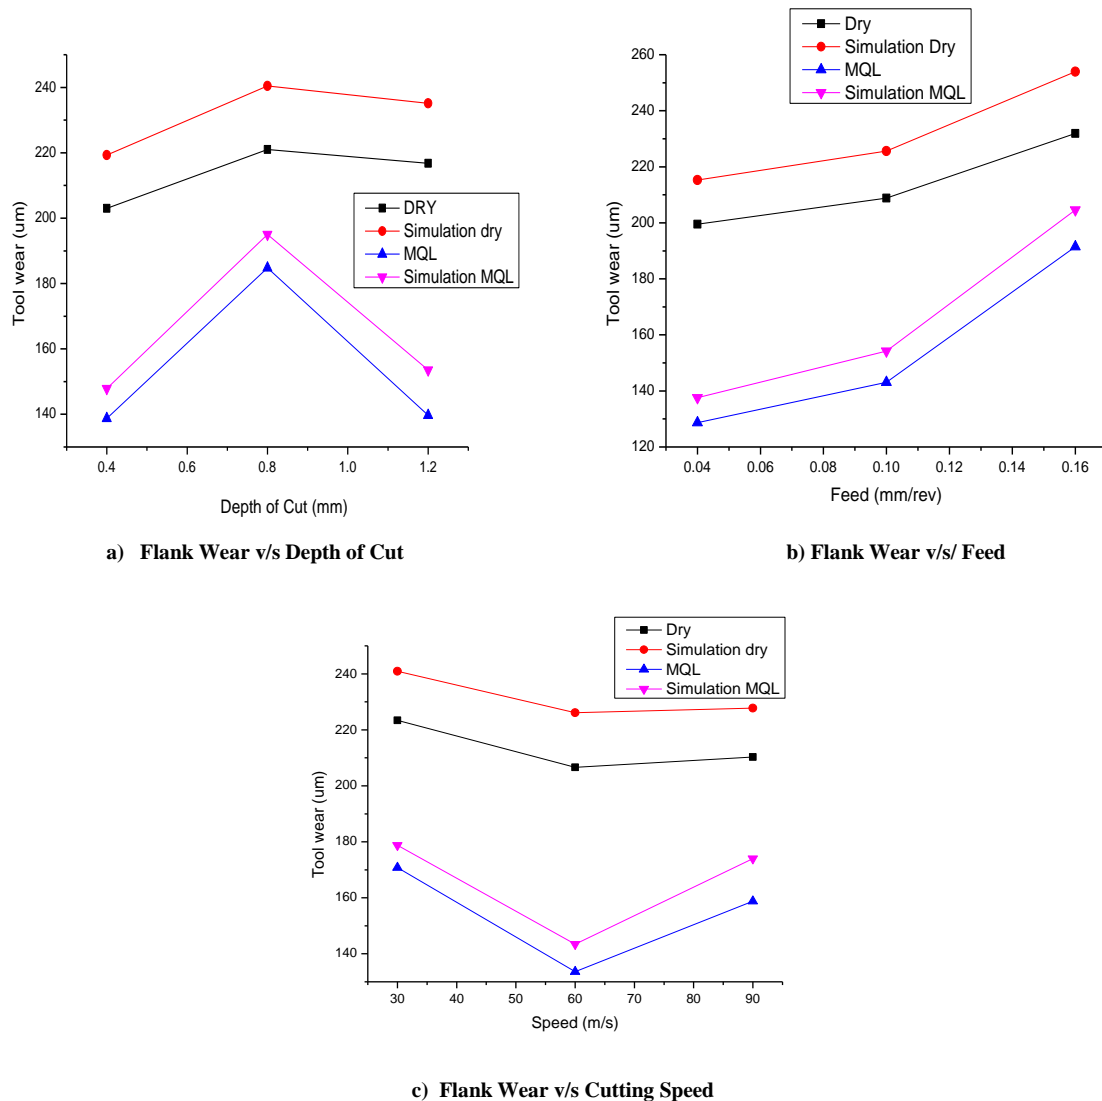 240
220
200
180
160
140
Tool wear (um)
DRY
Simulation dry
MQL
Simulation MQL
0.4 0.6 0.8 1.0 1.2
Depth of Cut (mm)
a) Flank Wear v/s Depth of Cut
Dry
Simulation Dry
MQL
Simulation MQL
260
240
220
200
180
160
140
120
Tool wear (um)
0.04 0.06 0.08 0.10 0.12 0.14 0.16
Feed (mm/rev)
b) Flank Wear v/s/ Feed
Dry
Simulation dry
MQL
Simulation MQL
240
220
200
180
160
140
Tool wear (um)
30 40 50 60 70 80 90
Speed (m/s)
c) Flank Wear v/s Cutting Speed